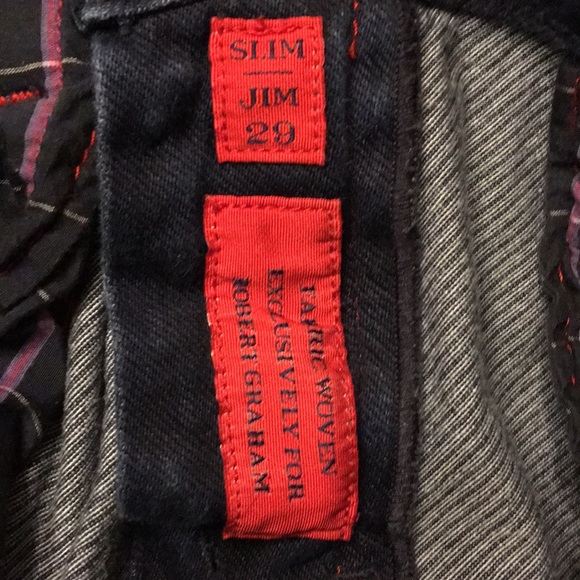 SLIM
JIM
29
FABRIC WOVEN
EXCLUSIVELY FOR
ROBERT GRAHAM